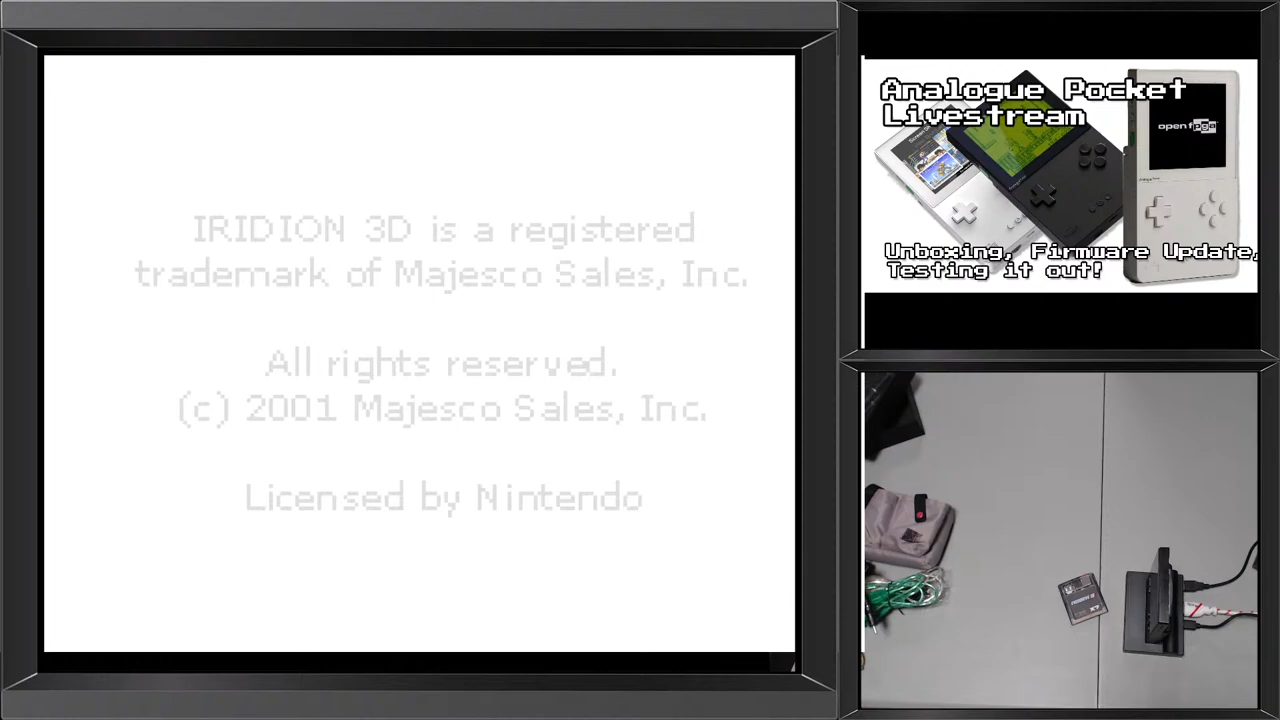 IRIDION 3D is a registered
trademark of Majesco Sales, Inc.
All rights reserved.
(c) 2001 Majesco Sales, Inc.
Licensed by Nintendo
Analogue Pocket
Livestream
openfpga
Unboxing, Firmware Update,
Testing it out!